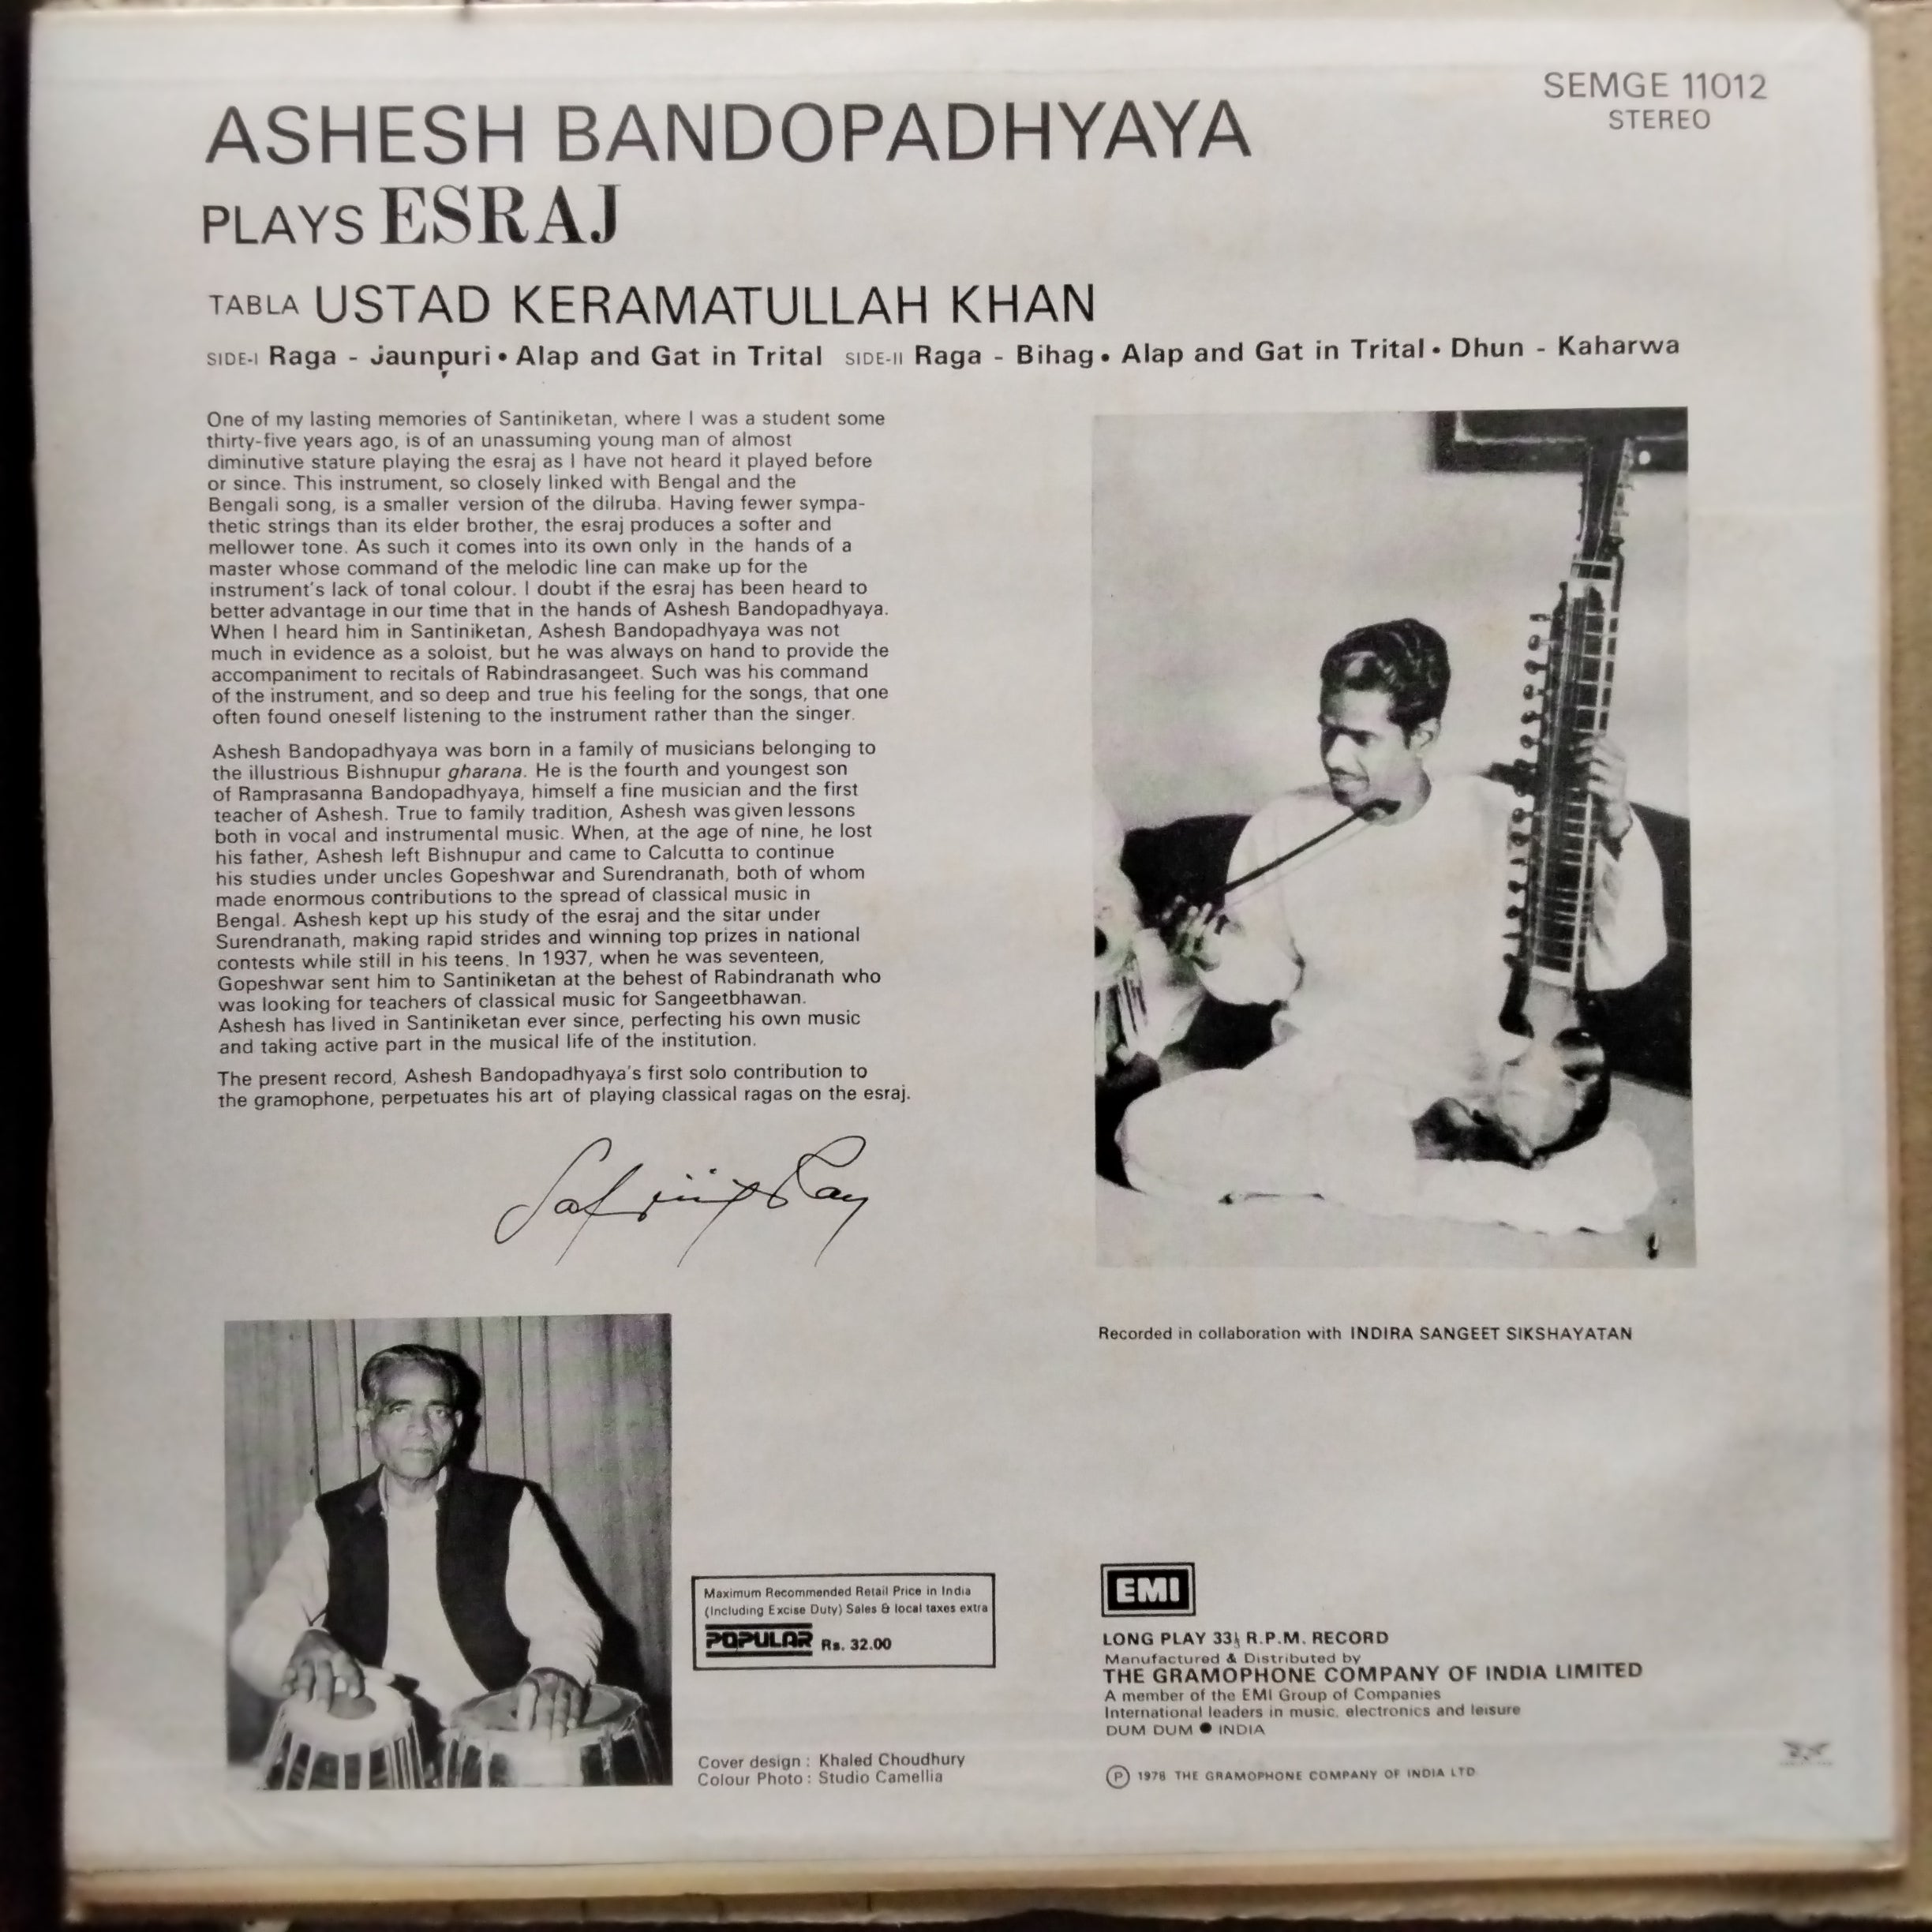 SEMGE 11012
STEREO
ASHESH BANDOPADHYAYA
PLAYS ESRAJ
TABLA USTAD KERAMATULLAH KHAN
SIDE-I Raga - Jaunpuri • Alap and Gat in Trital SIDE-II Raga - Bihag • Alap and Gat in Trital • Dhun - Kaharwa
One of my lasting memories of Santiniketan, where I was a student some
thirty-five years ago, is of an unassuming young man of almost
diminutive stature playing the esraj as I have not heard it played before
or since. This instrument, so closely linked with Bengal and the
Bengali song, is a smaller version of the dilruba. Having fewer sympa-
thetic strings than its elder brother, the esraj produces a softer and
mellower tone. As such it comes into its own only in the hands of a
master whose command of the melodic line can make up for the
instrument's lack of tonal colour. I doubt if the esraj has been heard to
better advantage in our time that in the hands of Ashesh Bandopadhyaya.
When I heard him in Santiniketan, Ashesh Bandopadhyaya was not
much in evidence as a soloist, but he was always on hand to provide the
accompaniment to recitals of Rabindrasangeet. Such was his command
of the instrument, and so deep and true his feeling for the songs, that one
often found oneself listening to the instrument rather than the singer.
Ashesh Bandopadhyaya was born in a family of musicians belonging to
the illustrious Bishnupur gharana. He is the fourth and youngest son
of Ramprasanna Bandopadhyaya, himself a fine musician and the first
teacher of Ashesh. True to family tradition, Ashesh was given lessons
both in vocal and instrumental music. When, at the age of nine, he lost
his father, Ashesh left Bishnupur and came to Calcutta to continue
his studies under uncles Gopeshwar and Surendranath, both of whom
made enormous contributions to the spread of classical music in
Bengal. Ashesh kept up his study of the esraj and the sitar under
Surendranath, making rapid strides and winning top prizes in national
contests while still in his teens. In 1937, when he was seventeen,
Gopeshwar sent him to Santiniketan at the behest of Rabindranath who
was looking for teachers of classical music for Sangeetbhawan.
Ashesh has lived in Santiniketan ever since, perfecting his own music
and taking active part in the musical life of the institution.
The present record, Ashesh Bandopadhyaya's first solo contribution to
the gramophone, perpetuates his art of playing classical ragas on the esraj.
Satyajit Ray
Recorded in collaboration with INDIRA SANGEET SIKSHAYATAN
Maximum Recommended Retail Price in India
(Including Excise Duty) Sales & local taxes extra
POPULAR Rs. 32.00
Cover design : Khaled Choudhury
Colour Photo : Studio Camellia
EMI
LONG PLAY 33⅓ R.P.M. RECORD
Manufactured & Distributed by
THE GRAMOPHONE COMPANY OF INDIA LIMITED
A member of the EMI Group of Companies
International leaders in music, electronics and leisure
DUM DUM ● INDIA
Ⓟ 1978 THE GRAMOPHONE COMPANY OF INDIA LTD